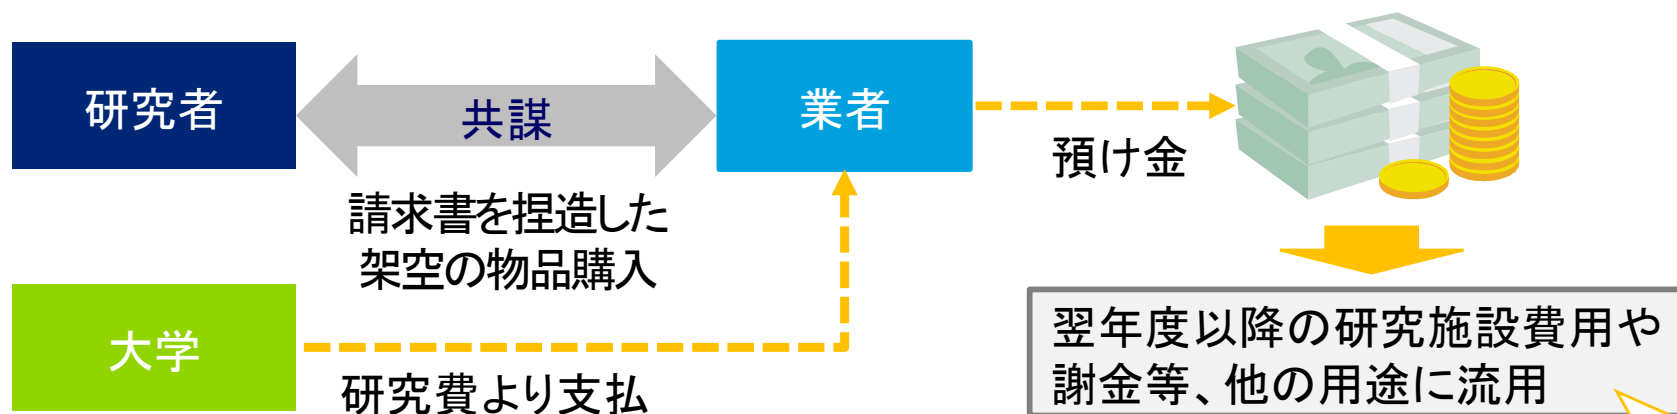 研究者
共謀
業者
預け金
請求書を捏造した
架空の物品購入
大学
研究費より支払
翌年度以降の研究施設費用や
謝金等、他の用途に流用